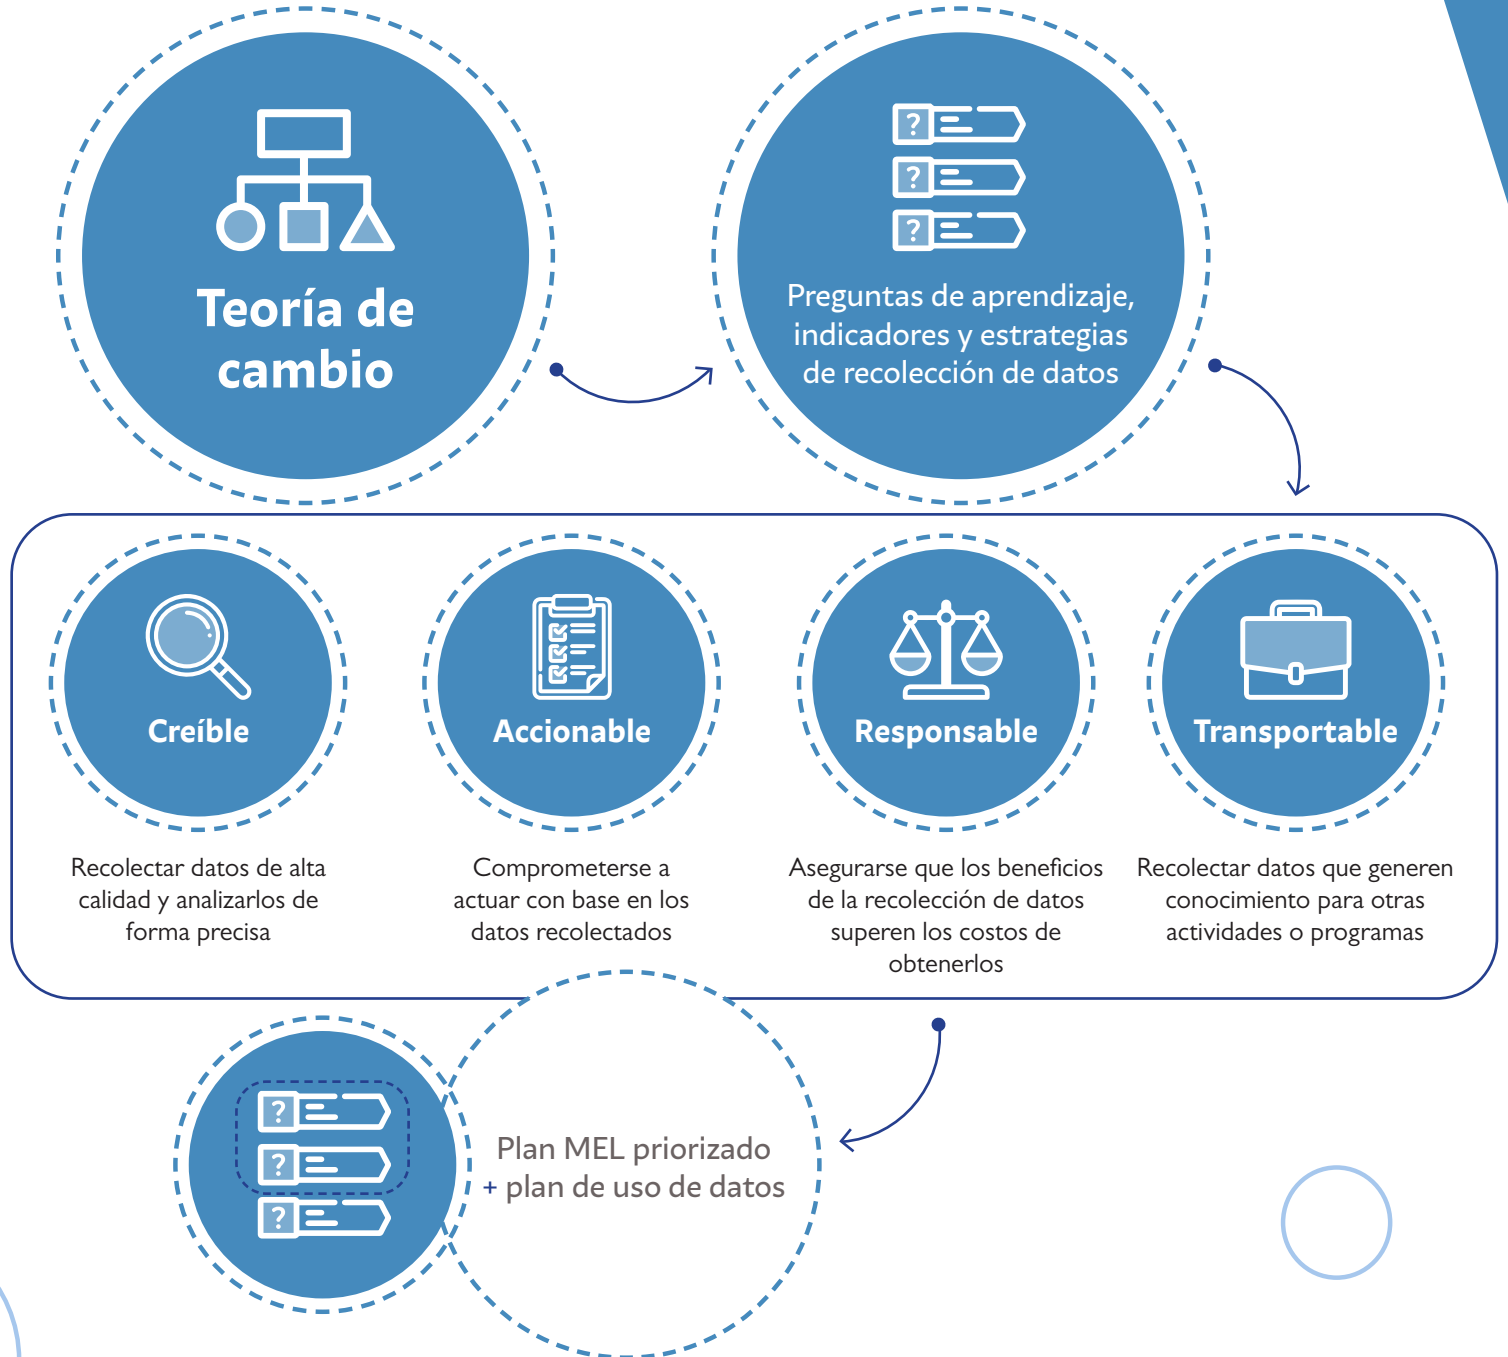 Teoría de
cambio
?
?
?
Preguntas de aprendizaje,
indicadores y estrategias
de recolección de datos
Creíble
Recolectar datos de alta
calidad y analizarlos de
forma precisa
Accionable
Comprometerse a
actuar con base en los
datos recolectados
Responsable
Asegurarse que los beneficios
de la recolección de datos
superen los costos de
obtenerlos
Transportable
Recolectar datos que generen
conocimiento para otras
actividades o programas
?
?
?
Plan MEL priorizado
+ plan de uso de datos